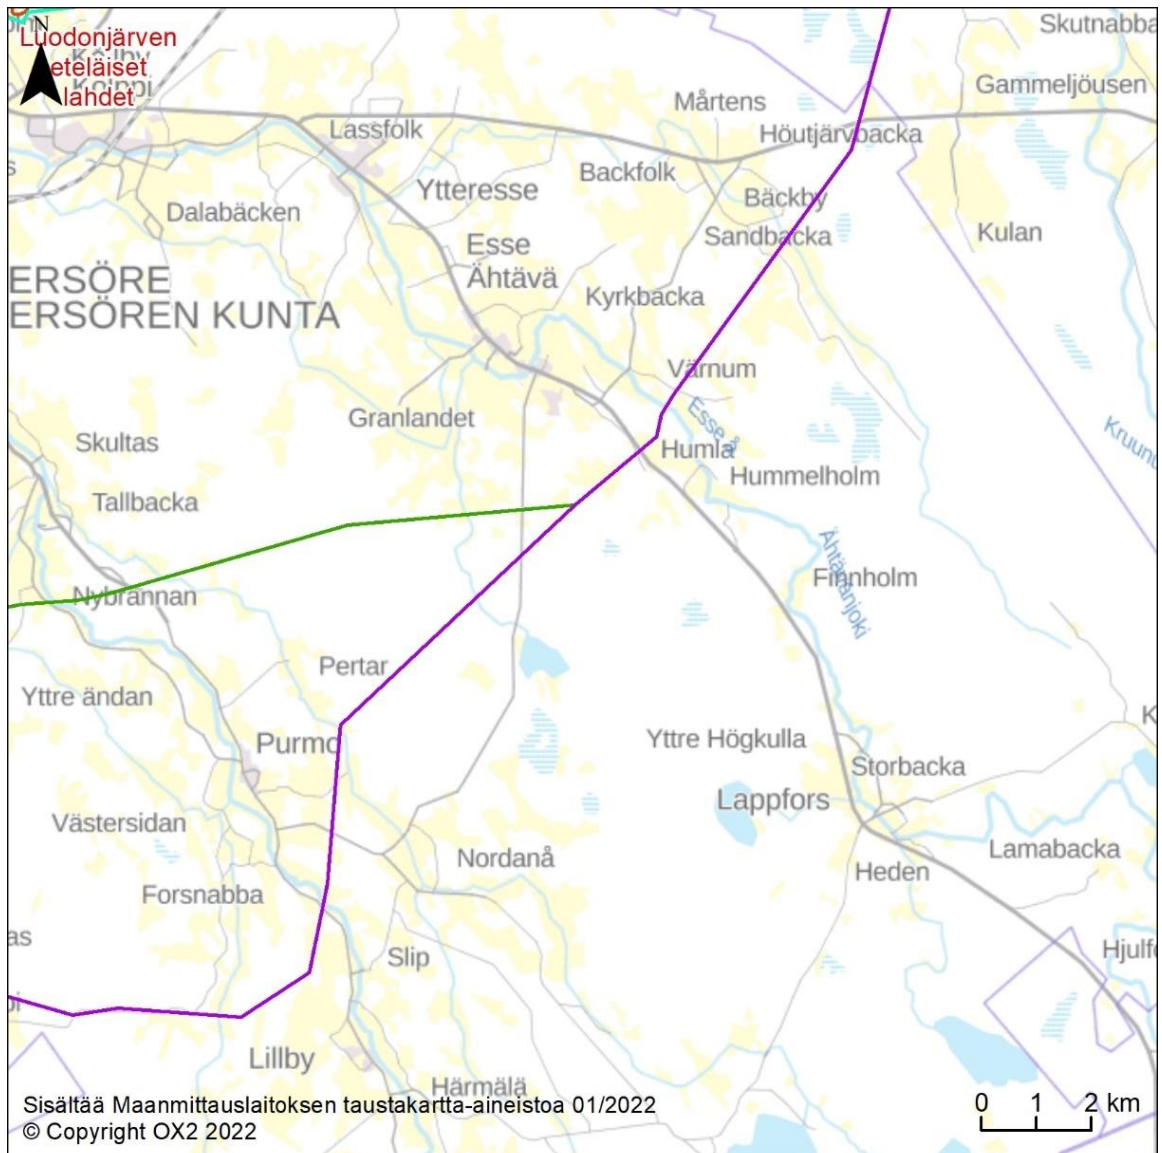 N
Luodonjärven
eteläiset
lahdet
Skutnabba
Gammeljöusen
Mårtens
Lassfolk
Höutjärvbacka
Backfolk
Ytteresse
Bäckby
Dalabäcken
Sandbacka
Kulan
Esse
Ähtävä
ERSÖRE
ERSÖREN KUNTA
Kyrkbacka
Värnum
Granlandet
Esse å
Skultas
Humla
Hummelholm
Tallbacka
Ähtävänjoki
Finnholm
Nybrännan
Pertar
Yttre ändan
Purmo
Yttre Högkulla
Storbacka
Lappfors
Västersidan
Lamabacka
Nordanå
Heden
Forsnabba
as
Slip
Lillby
Härmälä
Sisältää Maanmittauslaitoksen taustakartta-aineistoa 01/2022
© Copyright OX2 2022
0 1 2 km